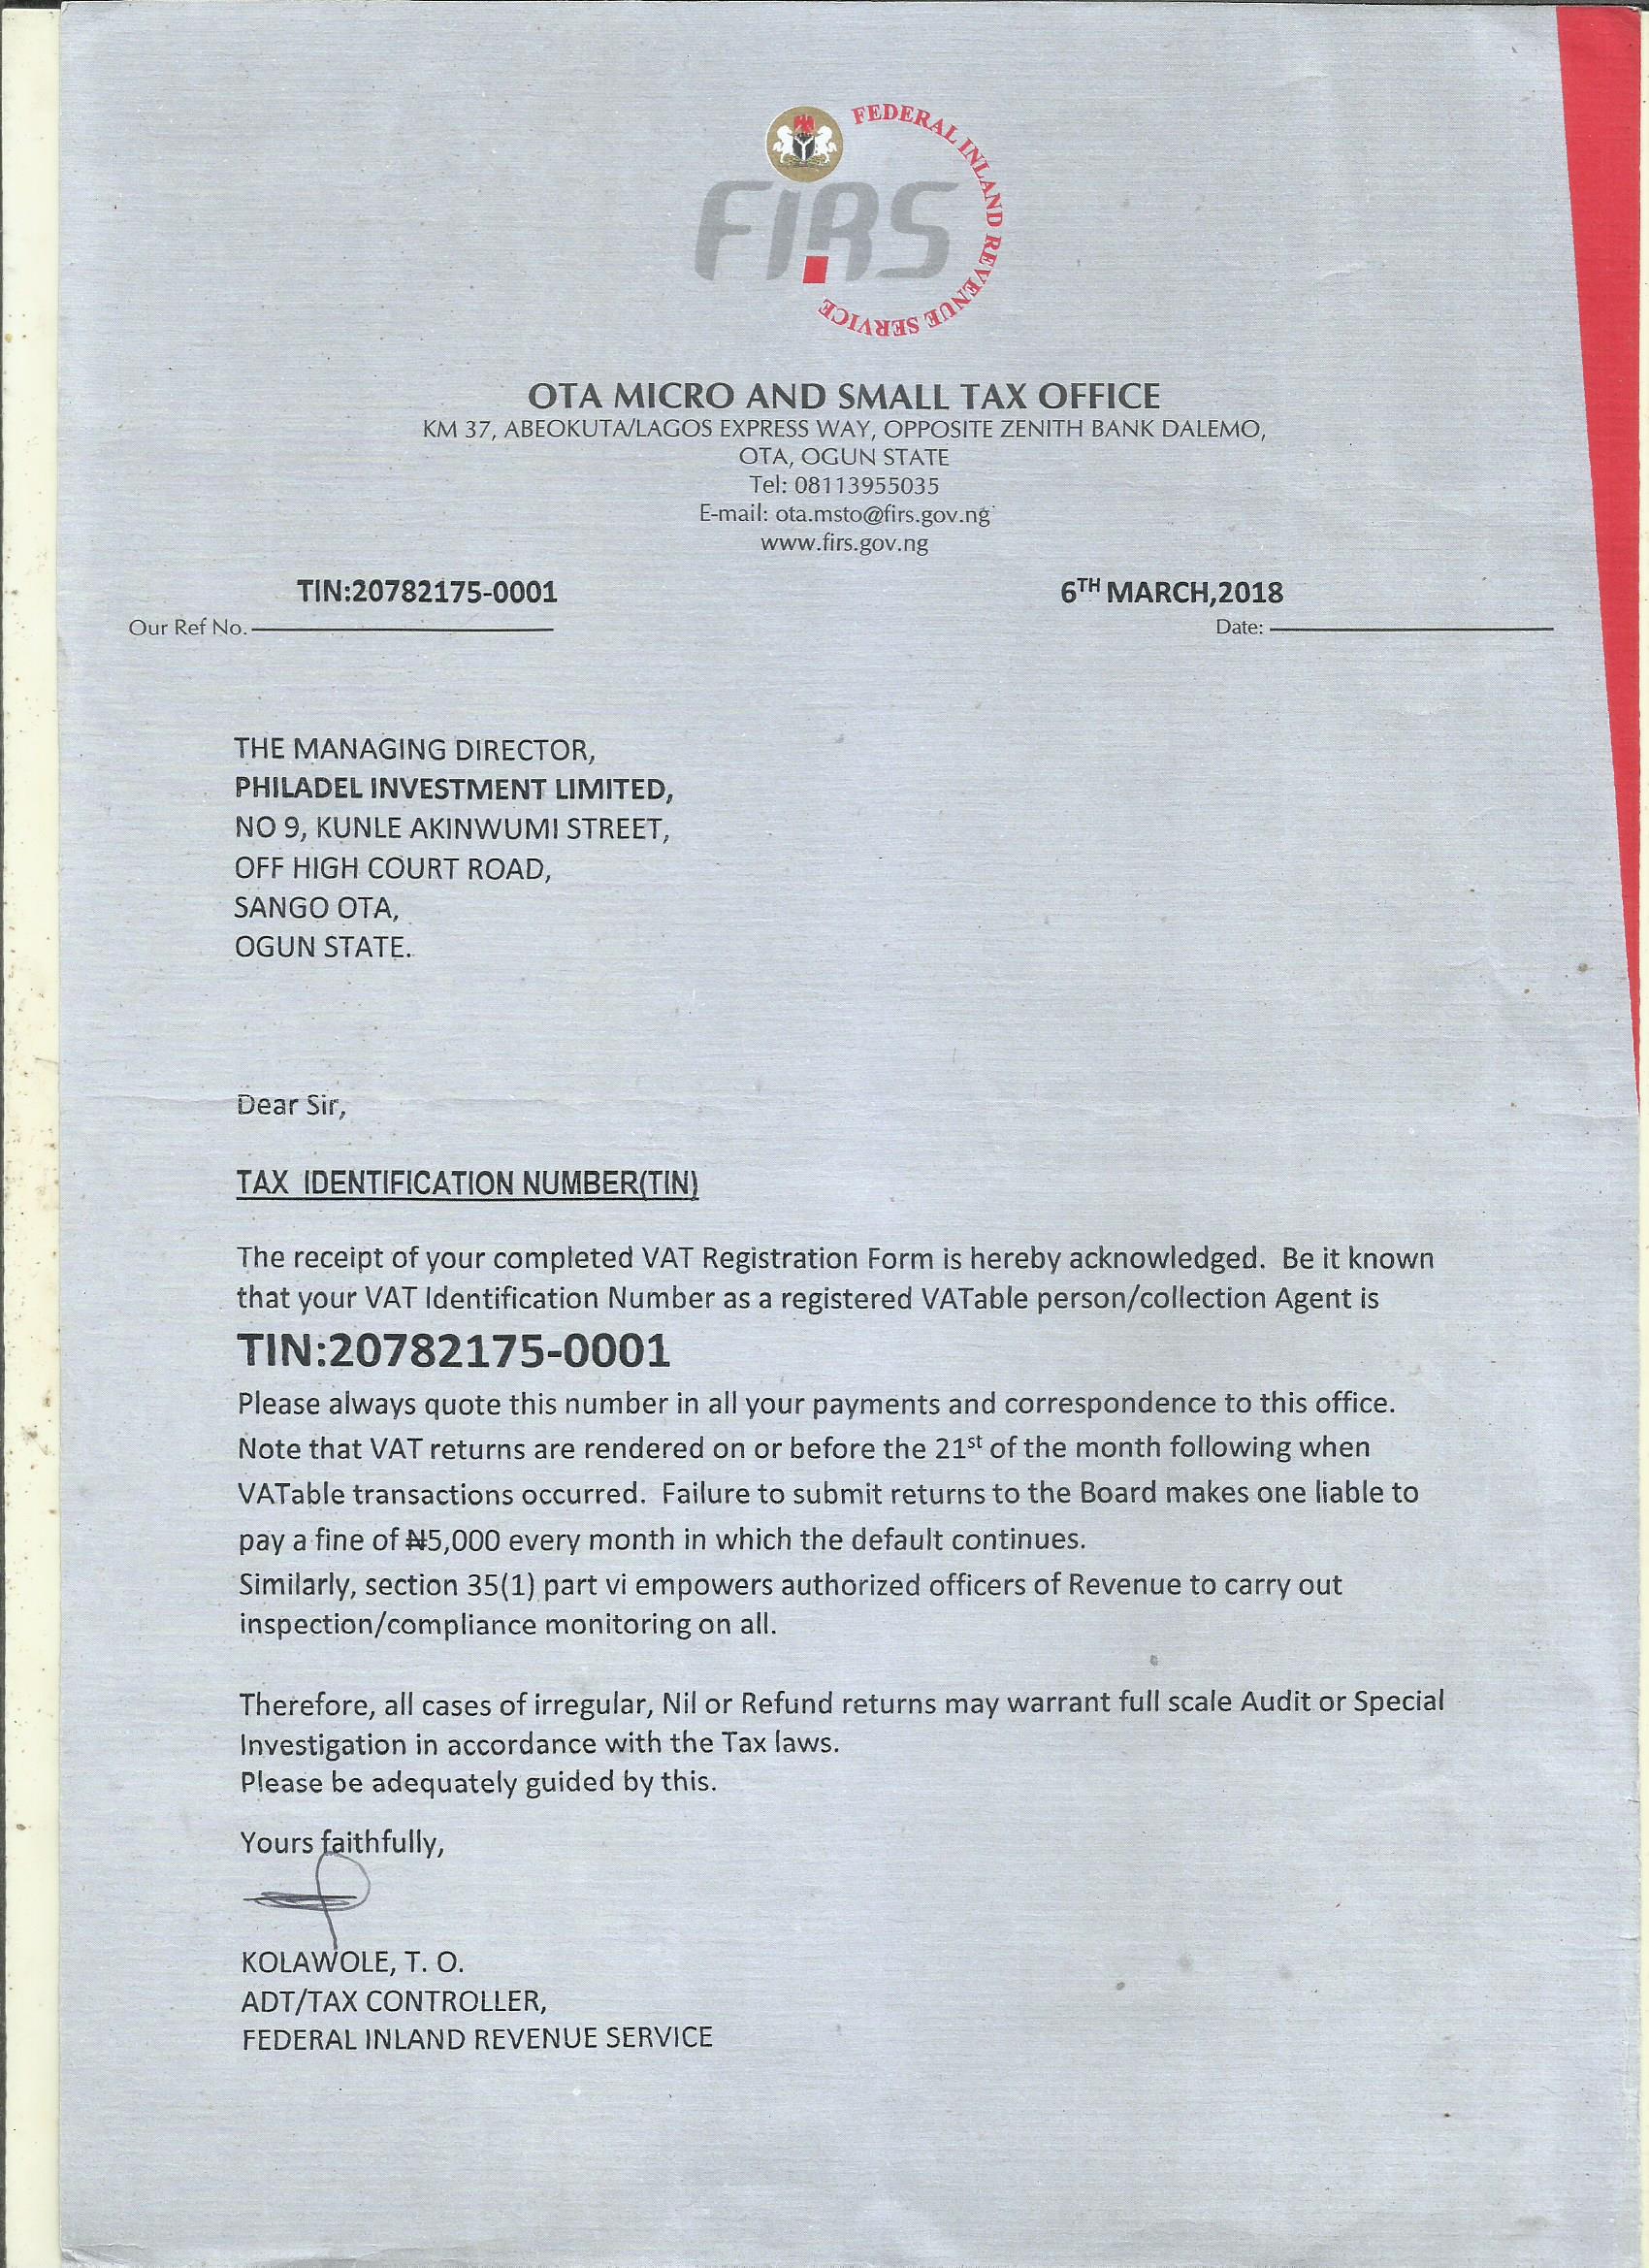 FEDERAL INLAND REVENUE SERVICE
FIRS
OTA MICRO AND SMALL TAX OFFICE
KM 37, ABEOKUTA/LAGOS EXPRESS WAY, OPPOSITE ZENITH BANK DALEMO,
OTA, OGUN STATE
Tel: 08113955035
E-mail: ota.msto@firs.gov.ng
www.firs.gov.ng
TIN:20782175-0001 6TH MARCH,2018
Our Ref No. Date:
THE MANAGING DIRECTOR,
PHILADEL INVESTMENT LIMITED,
NO 9, KUNLE AKINWUMI STREET,
OFF HIGH COURT ROAD,
SANGO OTA,
OGUN STATE.
Dear Sir,
TAX IDENTIFICATION NUMBER(TIN)
The receipt of your completed VAT Registration Form is hereby acknowledged. Be it known
that your VAT Identification Number as a registered VATable person/collection Agent is
TIN:20782175-0001
Please always quote this number in all your payments and correspondence to this office.
Note that VAT returns are rendered on or before the 21st of the month following when
VATable transactions occurred. Failure to submit returns to the Board makes one liable to
pay a fine of ₦5,000 every month in which the default continues.
Similarly, section 35(1) part vi empowers authorized officers of Revenue to carry out
inspection/compliance monitoring on all.
Therefore, all cases of irregular, Nil or Refund returns may warrant full scale Audit or Special
Investigation in accordance with the Tax laws.
Please be adequately guided by this.
Yours faithfully,
KOLAWOLE, T. O.
ADT/TAX CONTROLLER,
FEDERAL INLAND REVENUE SERVICE